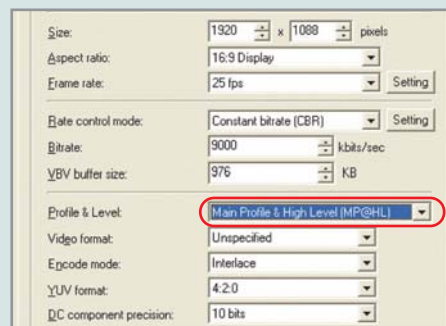 Size: 1920 x 1088 pixels
Aspect ratio: 16:9 Display
Frame rate: 25 fps Setting
Rate control mode: Constant bitrate (CBR) Setting
Bitrate: 9000 kbits/sec
VBV buffer size: 976 KB
Profile & Level: Main Profile & High Level (MP@HL)
Video format: Unspecified
Encode mode: Interlace
YUV format: 4:2:0
DC component precision: 10 bits